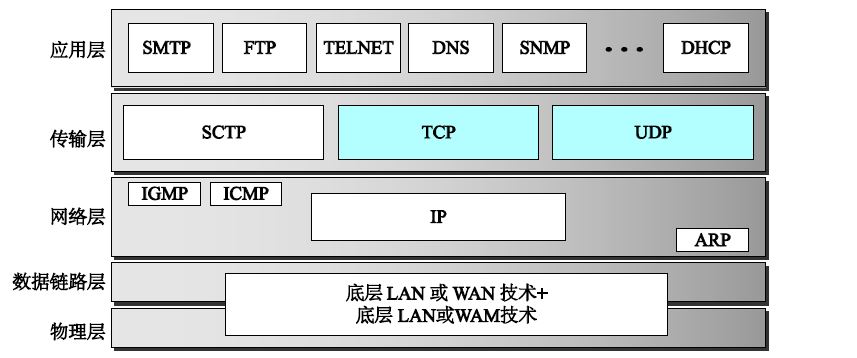 应用层
SMTP FTP TELNET DNS SNMP ··· DHCP
传输层
SCTP TCP UDP
网络层
IGMP ICMP
IP
ARP
数据链路层
底层 LAN 或 WAN 技术+
底层 LAN或WAM技术
物理层